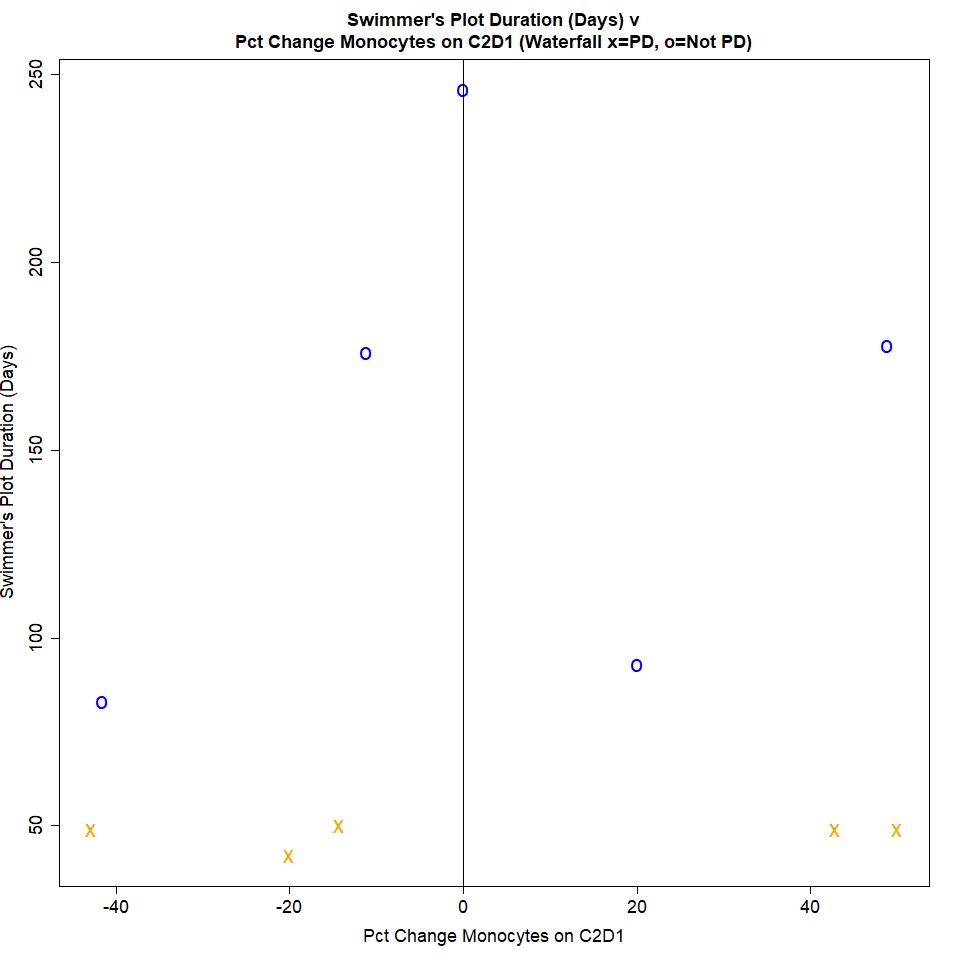 Swimmer's Plot Duration (Days) v
Pct Change Monocytes on C2D1 (Waterfall x=PD, o=Not PD)
Swimmer's Plot Duration (Days)
250
200
150
100
50
O
O
O
O
O
X
X
X
X
X
-40 -20 0 20 40
Pct Change Monocytes on C2D1